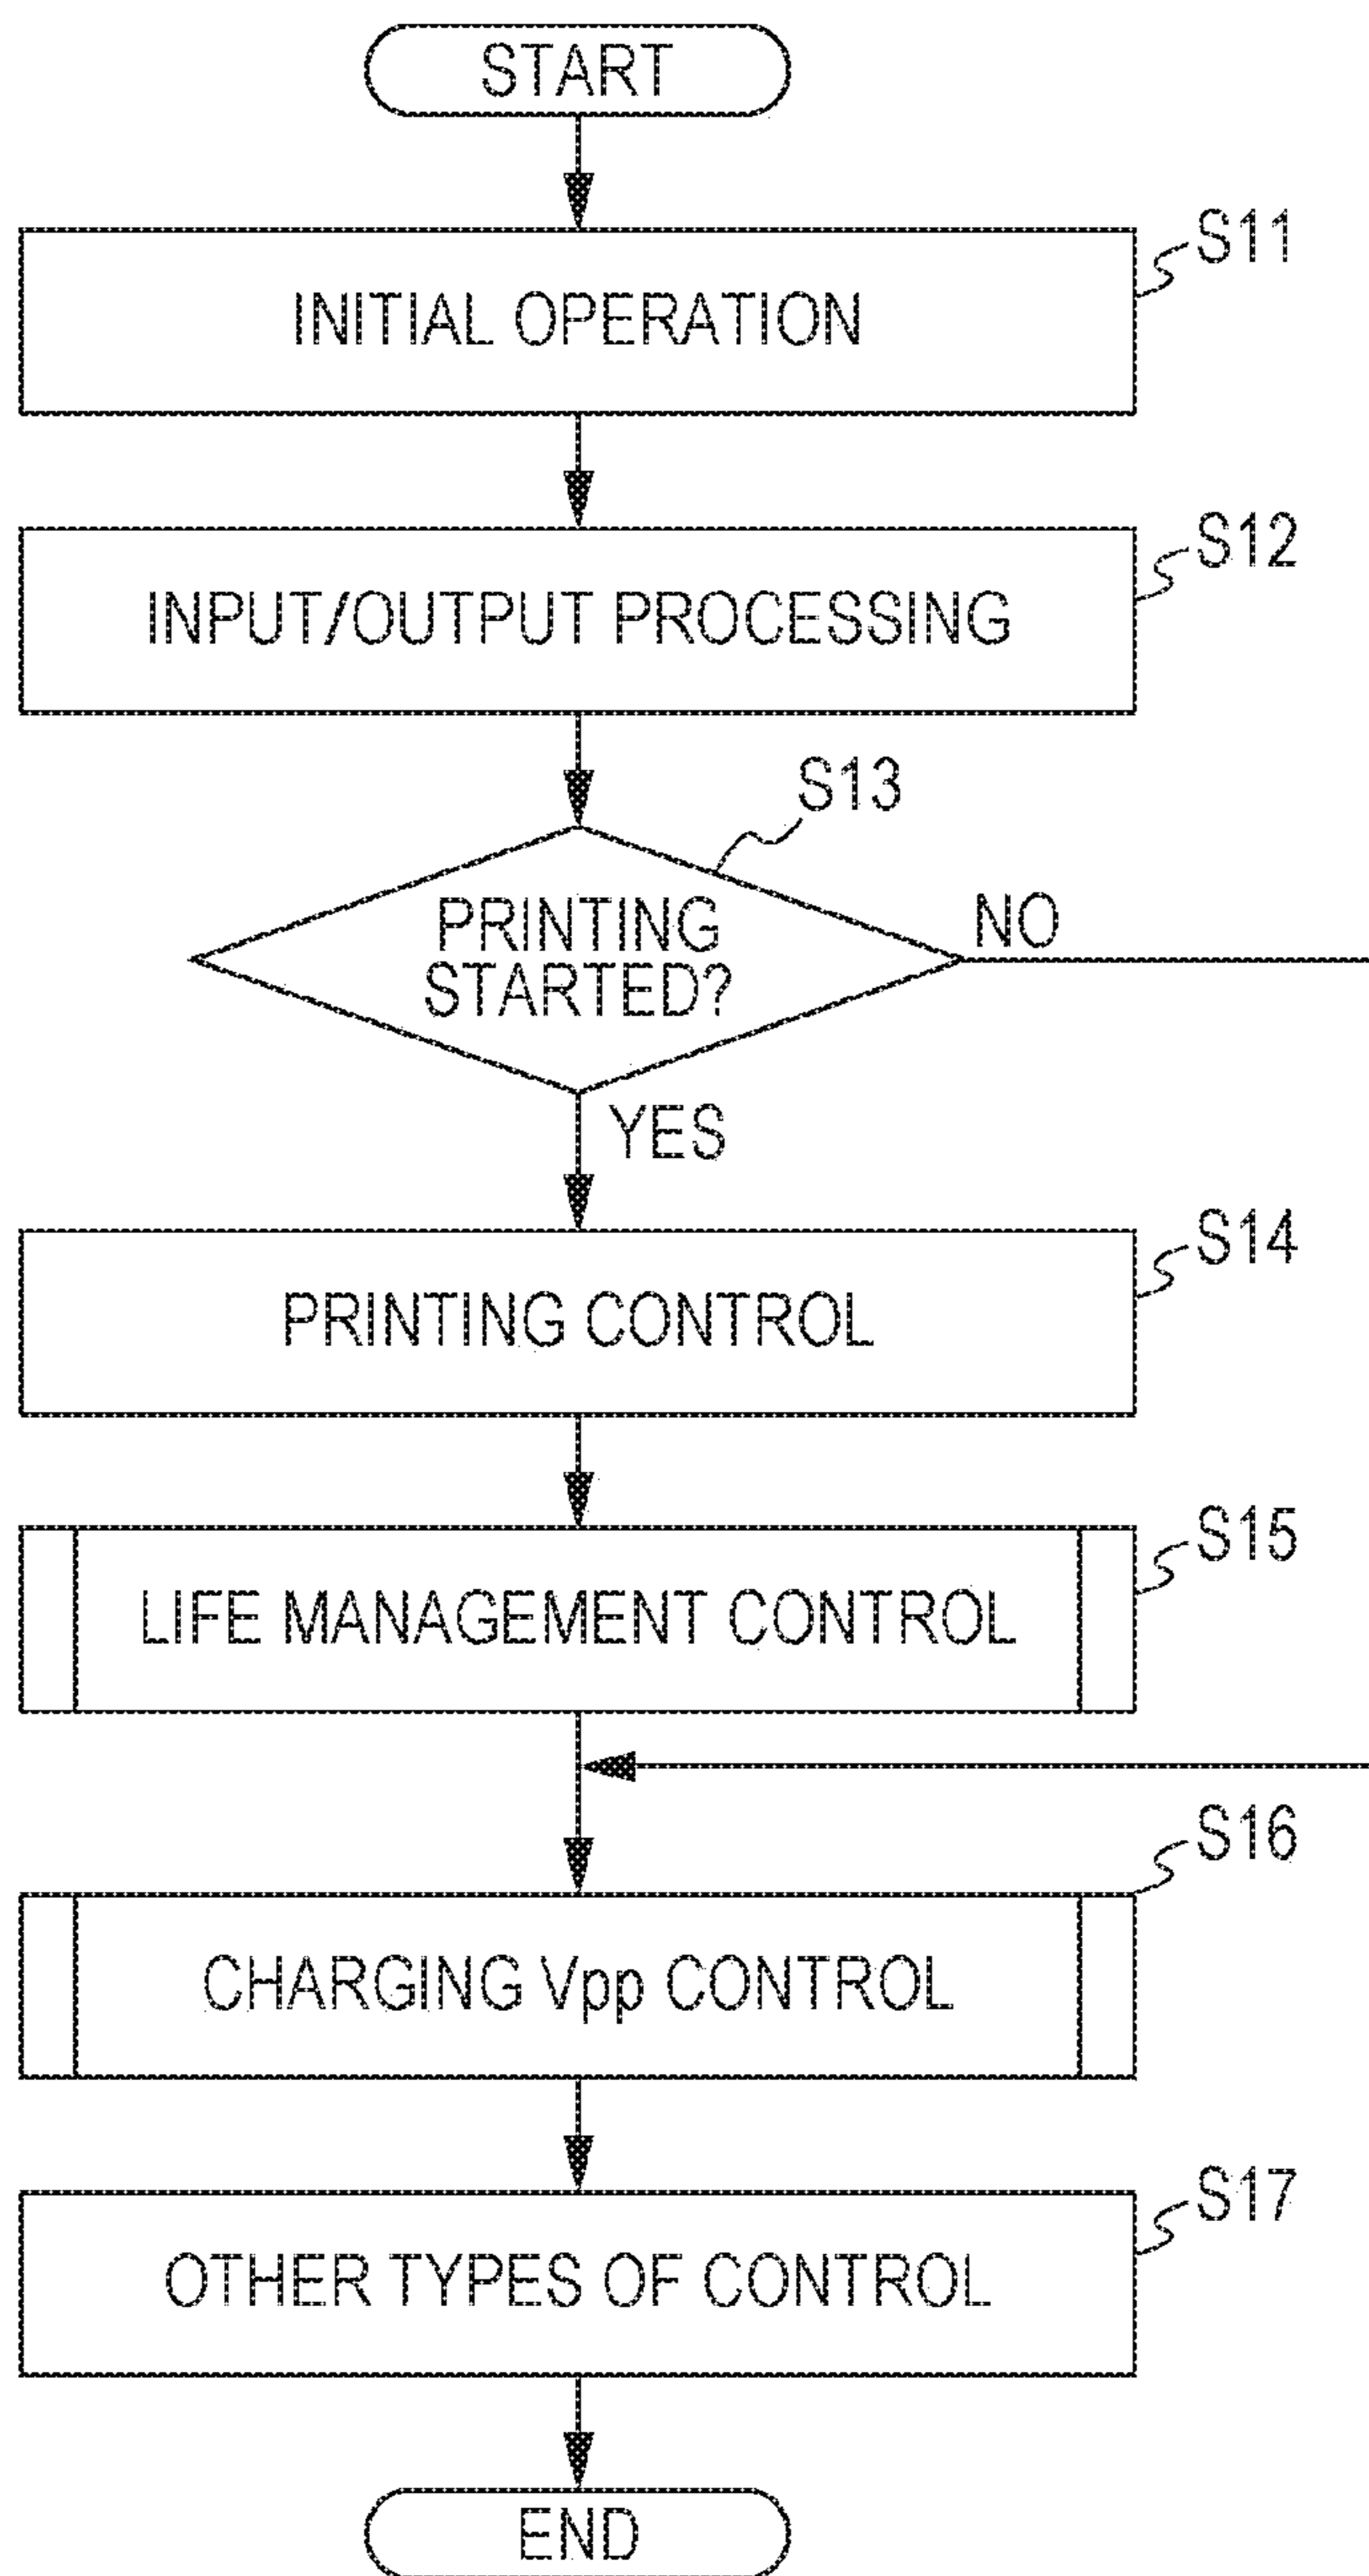 START
S11
INITIAL OPERATION
S12
INPUT/OUTPUT PROCESSING
S13
PRINTING
STARTED?
NO
YES
S14
PRINTING CONTROL
S15
LIFE MANAGEMENT CONTROL
S16
CHARGING Vpp CONTROL
S17
OTHER TYPES OF CONTROL
END